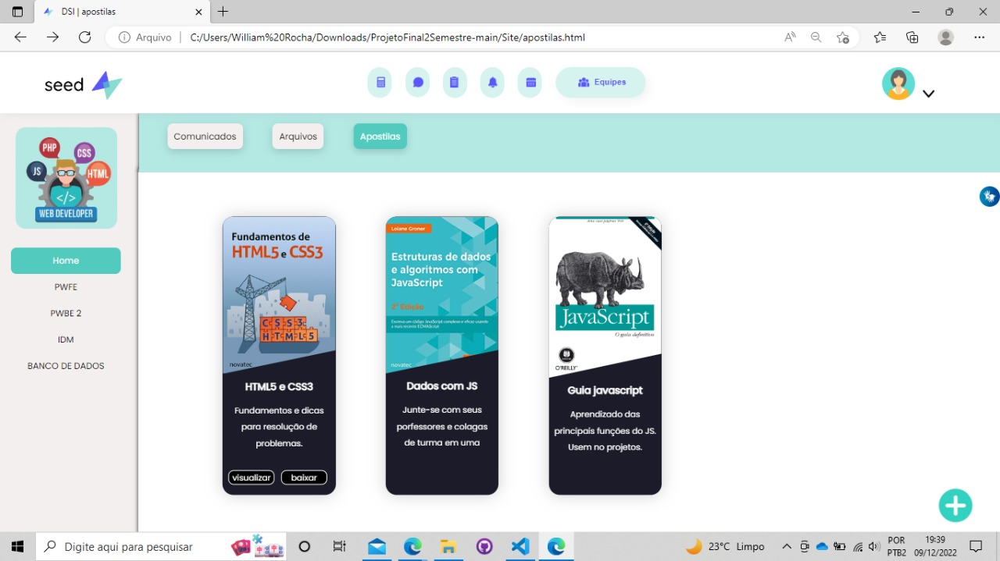 DSI | apostilas
Arquivo
C:/Users/William%20Rocha/Downloads/ProjetoFinal2Semestre-main/Site/apostilas.html
seed
Equipes
Comunicados
Arquivos
Apostilas
PHP
CSS
JS
HTML
</>
WEB DEVELOPER
Home
PWFE
PWBE 2
IDM
BANCO DE DADOS
Fundamentos de
HTML5 e CSS3
CSS3
HTML5
novatec
HTML5 e CSS3
Fundamentos e dicas
para resolução de
problemas.
visualizar
baixar
Loiane Groner
Estruturas de dados
e algoritmos com
JavaScript
2ª Edição
Escreva um código JavaScript complexo e eficaz usando
a mais recente ECMAScript
novatec
Dados com JS
Junte-se com seus
porfessores e colagas
de turma em uma
JavaScript
O guia definitivo
O'REILLY
Guia javascript
Aprendizado das
principais funções do JS.
Usem no projetos.
Digite aqui para pesquisar
23°C Limpo
POR
PTB2
19:39
09/12/2022